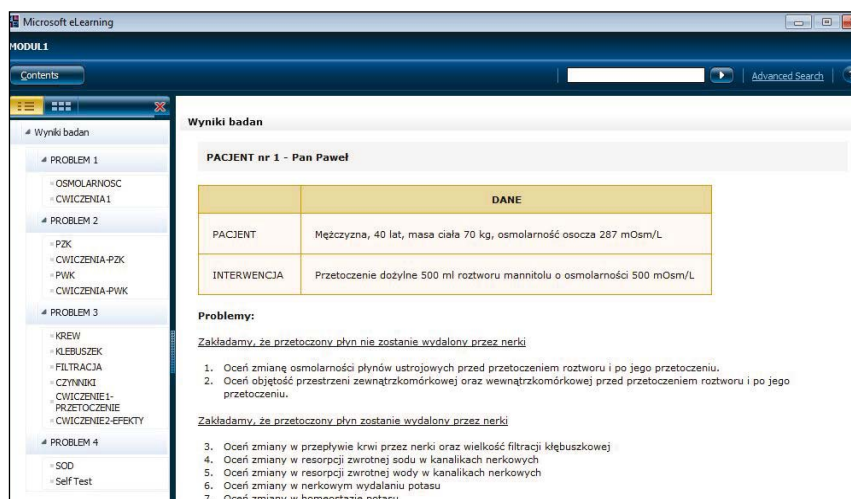 Microsoft eLearning
MODUL1
Contents
Advanced Search
Wyniki badan
PROBLEM 1
OSMOLARNOSC
CWICZENIA1
PROBLEM 2
PZK
CWICZENIA-PZK
PWK
CWICZENIA-PWK
PROBLEM 3
KREW
KLEBUSZEK
FILTRACJA
CZYNNIKI
CWICZENIE1-
PRZETOCZENIE
CWICZENIE2-EFEKTY
PROBLEM 4
SOD
Self Test
Wyniki badan
PACJENT nr 1 - Pan Paweł
DANE
PACJENT Mężczyzna, 40 lat, masa ciała 70 kg, osmolarność osocza 287 mOsm/L
INTERWENCJA Przetoczenie dożylne 500 ml roztworu mannitolu o osmolarności 500 mOsm/L
Problemy:
Zakładamy, że przetoczony płyn nie zostanie wydalony przez nerki
1. Oceń zmianę osmolarności płynów ustrojowych przed przetoczeniem roztworu i po jego przetoczeniu.
2. Oceń objętość przestrzeni zewnątrzkomórkowej oraz wewnątrzkomórkowej przed przetoczeniem roztworu i po jego
przetoczeniu.
Zakładamy, że przetoczony płyn zostanie wydalony przez nerki
3. Oceń zmiany w przepływie krwi przez nerki oraz wielkość filtracji kłębuszkowej
4. Oceń zmiany w resorpcji zwrotnej sodu w kanalikach nerkowych
5. Oceń zmiany w resorpcji zwrotnej wody w kanalikach nerkowych
6. Oceń zmiany w nerkowym wydalaniu potasu
7. Oceń zmiany w homeostazie potasu